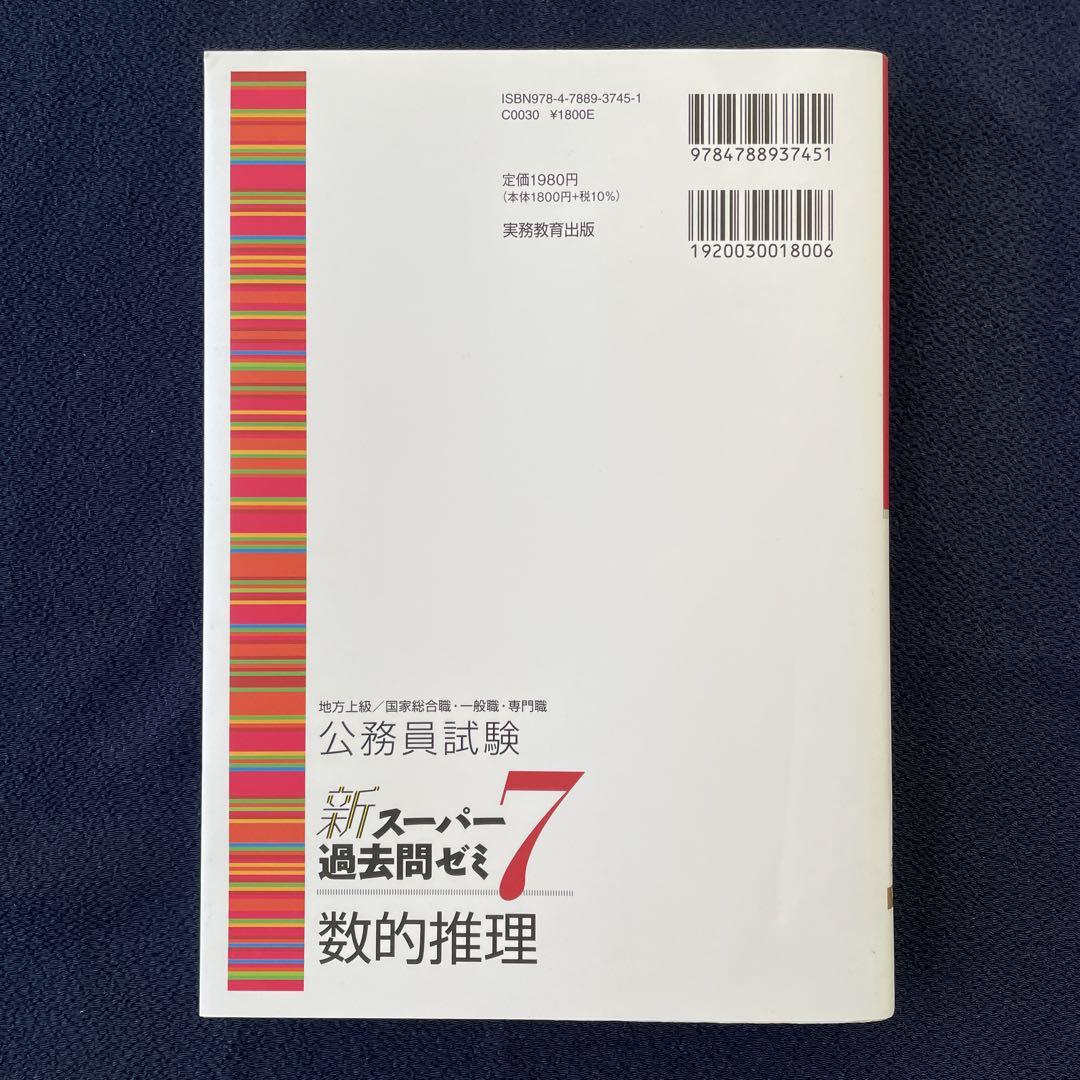 ISBN978-4-7889-3745-1
C0030 ¥1800E
9784788937451
定価1980円
(本体1800円+税10%)
実務教育出版
1920030018006
地方上級／国家総合職・一般職・専門職
公務員試験
新スーパー
過去問ゼミ7
数的推理